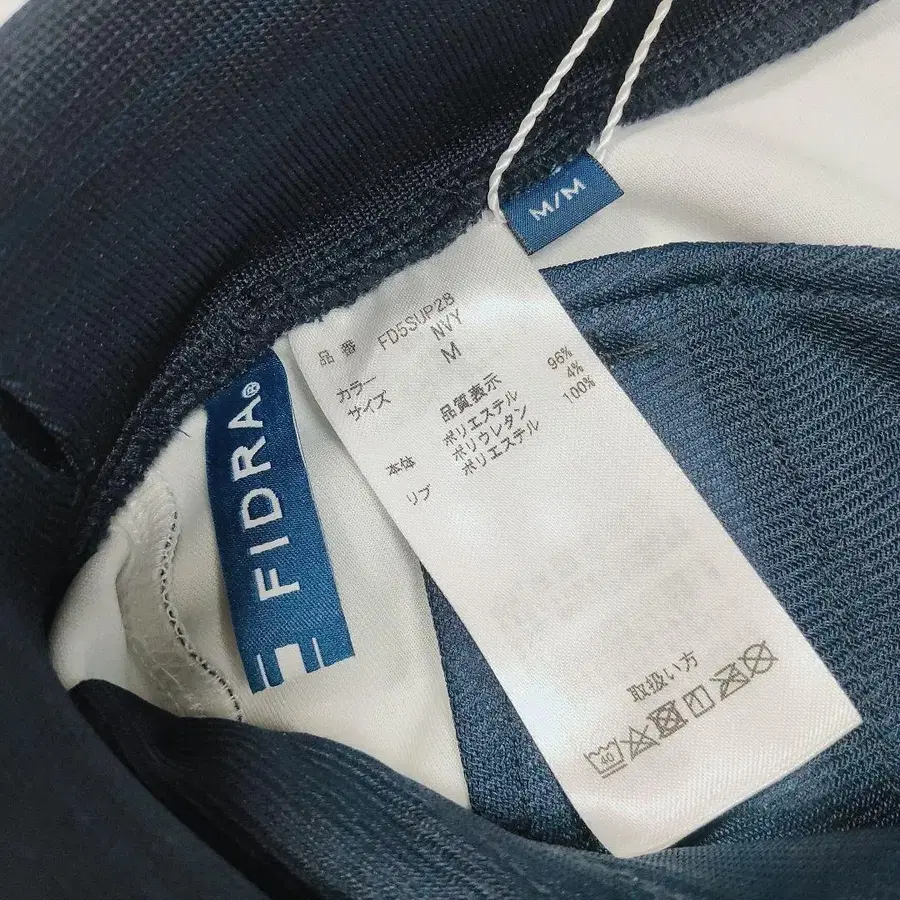 M/M
品番 FD5SUP28
カラー NVY
サイズ M
品質表示
本体 ポリエステル 96%
ポリウレタン 4%
リブ ポリエステル 100%
取扱い方
40
FIDRA®